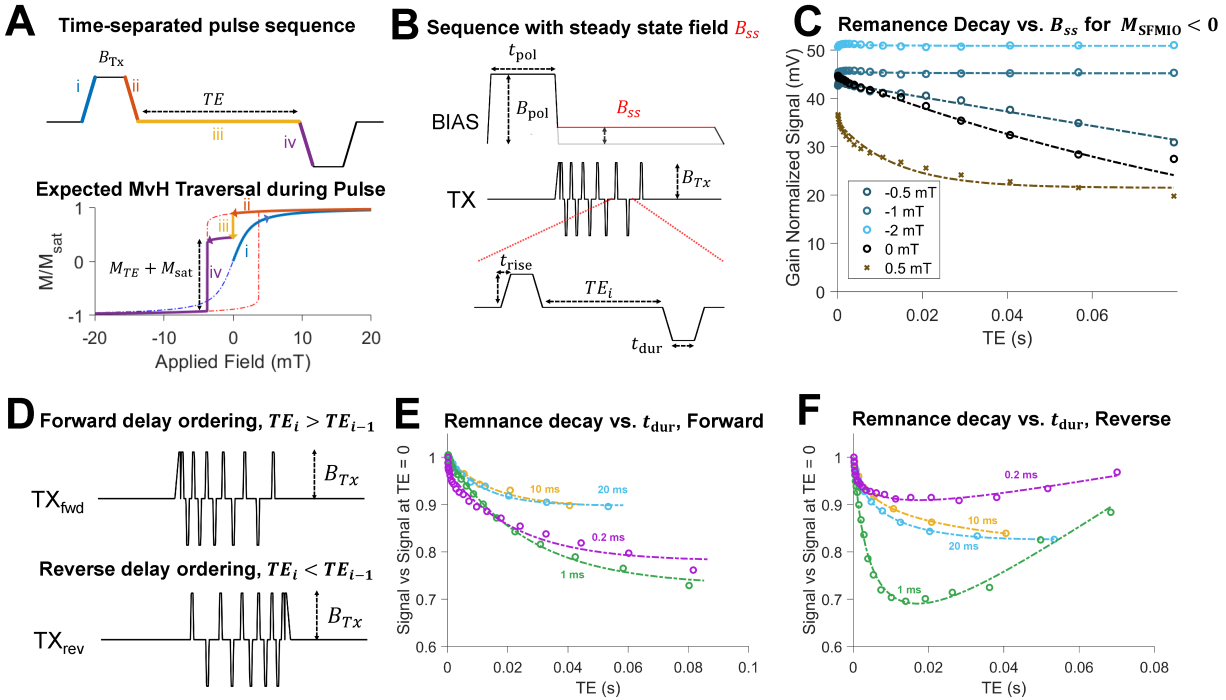 A
Time-separated pulse sequence
B_Tx
i
ii
TE
iii
iv
Expected MvH Traversal during Pulse
1
0
-1
M/M_sat
ii
iii
i
iv
M_TE + M_sat
-20
-10
0
10
20
Applied Field (mT)
B
Sequence with steady state field B_ss
t_pol
B_pol
B_ss
BIAS
B_Tx
TX
t_rise
TE_i
t_dur
C
Remanence Decay vs. B_ss for M_SFMIO < 0
50
40
30
20
10
0
Gain Normalized Signal (mV)
-0.5 mT
-1 mT
-2 mT
0 mT
0.5 mT
0
0.02
0.04
0.06
TE (s)
D
Forward delay ordering, TE_i > TE_i−1
TX_fwd
B_Tx
Reverse delay ordering, TE_i < TE_i−1
TX_rev
B_Tx
E
Remnance decay vs. t_dur, Forward
1
0.9
0.8
0.7
0.6
Signal vs Signal at TE = 0
10 ms
20 ms
0.2 ms
1 ms
0
0.02
0.04
0.06
0.08
0.1
TE (s)
F
Remnance decay vs. t_dur, Reverse
1
0.9
0.8
0.7
0.6
Signal vs Signal at TE = 0
0.2 ms
10 ms
20 ms
1 ms
0
0.02
0.04
0.06
0.08
TE (s)